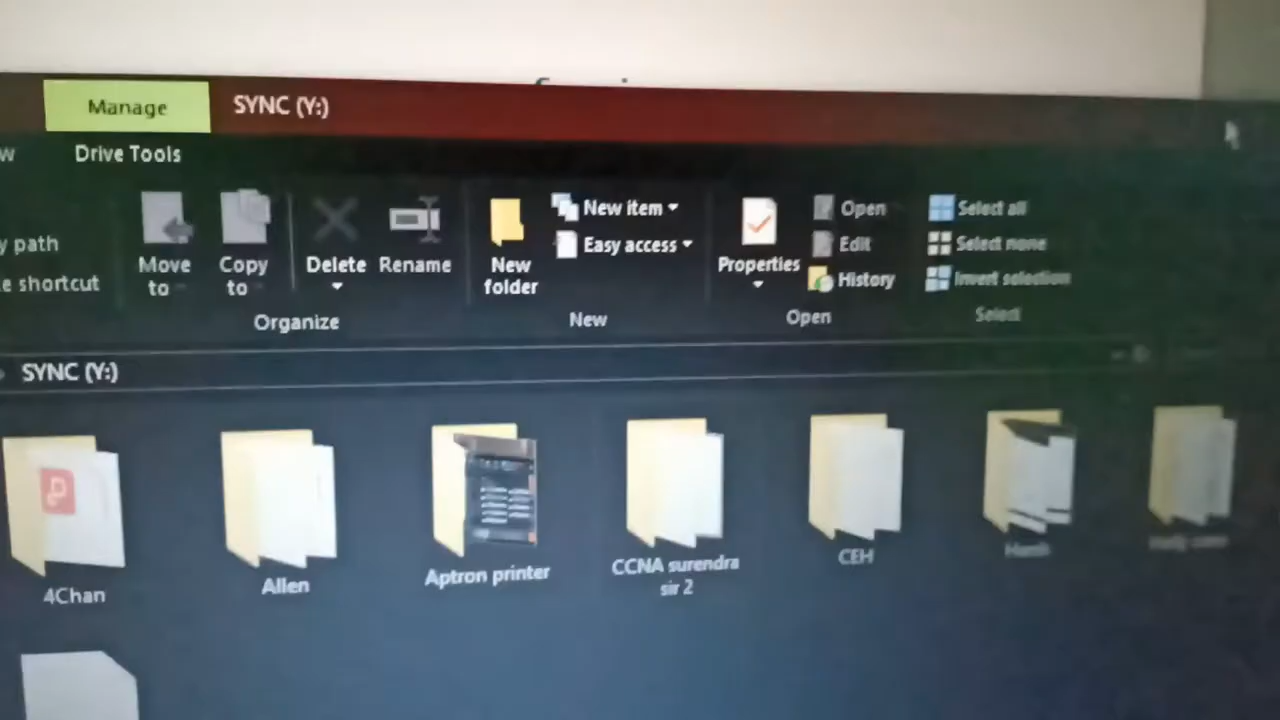 Manage
SYNC (Y:)
w
Drive Tools
y path
e shortcut
Move
to
Copy
to
Delete
Rename
Organize
New
folder
New item
Easy access
New
Properties
Open
Edit
History
Open
Select all
Select none
Invert selection
Select
SYNC (Y:)
4Chan
Allen
Aptron printer
CCNA surendra
sir 2
CEH